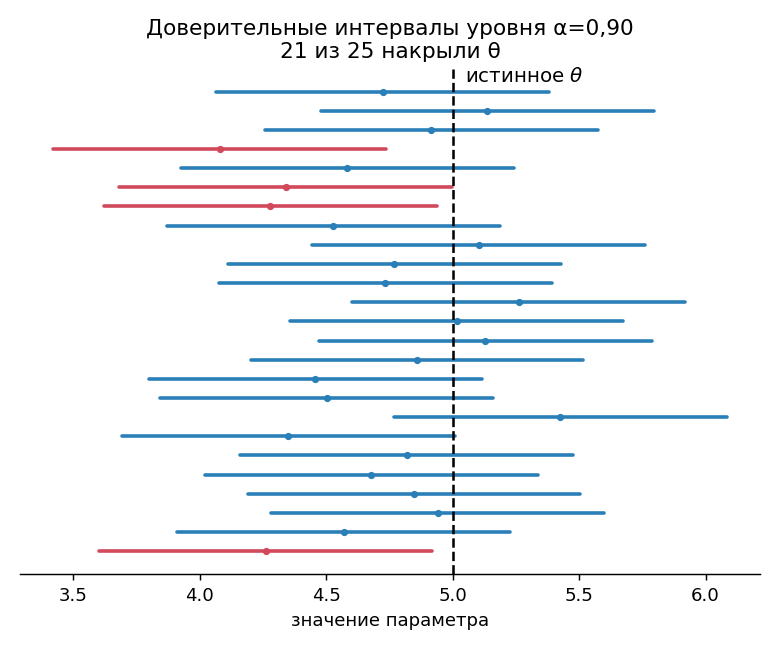 Доверительные интервалы уровня α=0,90
21 из 25 накрыли θ
истинное θ
3.5 4.0 4.5 5.0 5.5 6.0
значение параметра